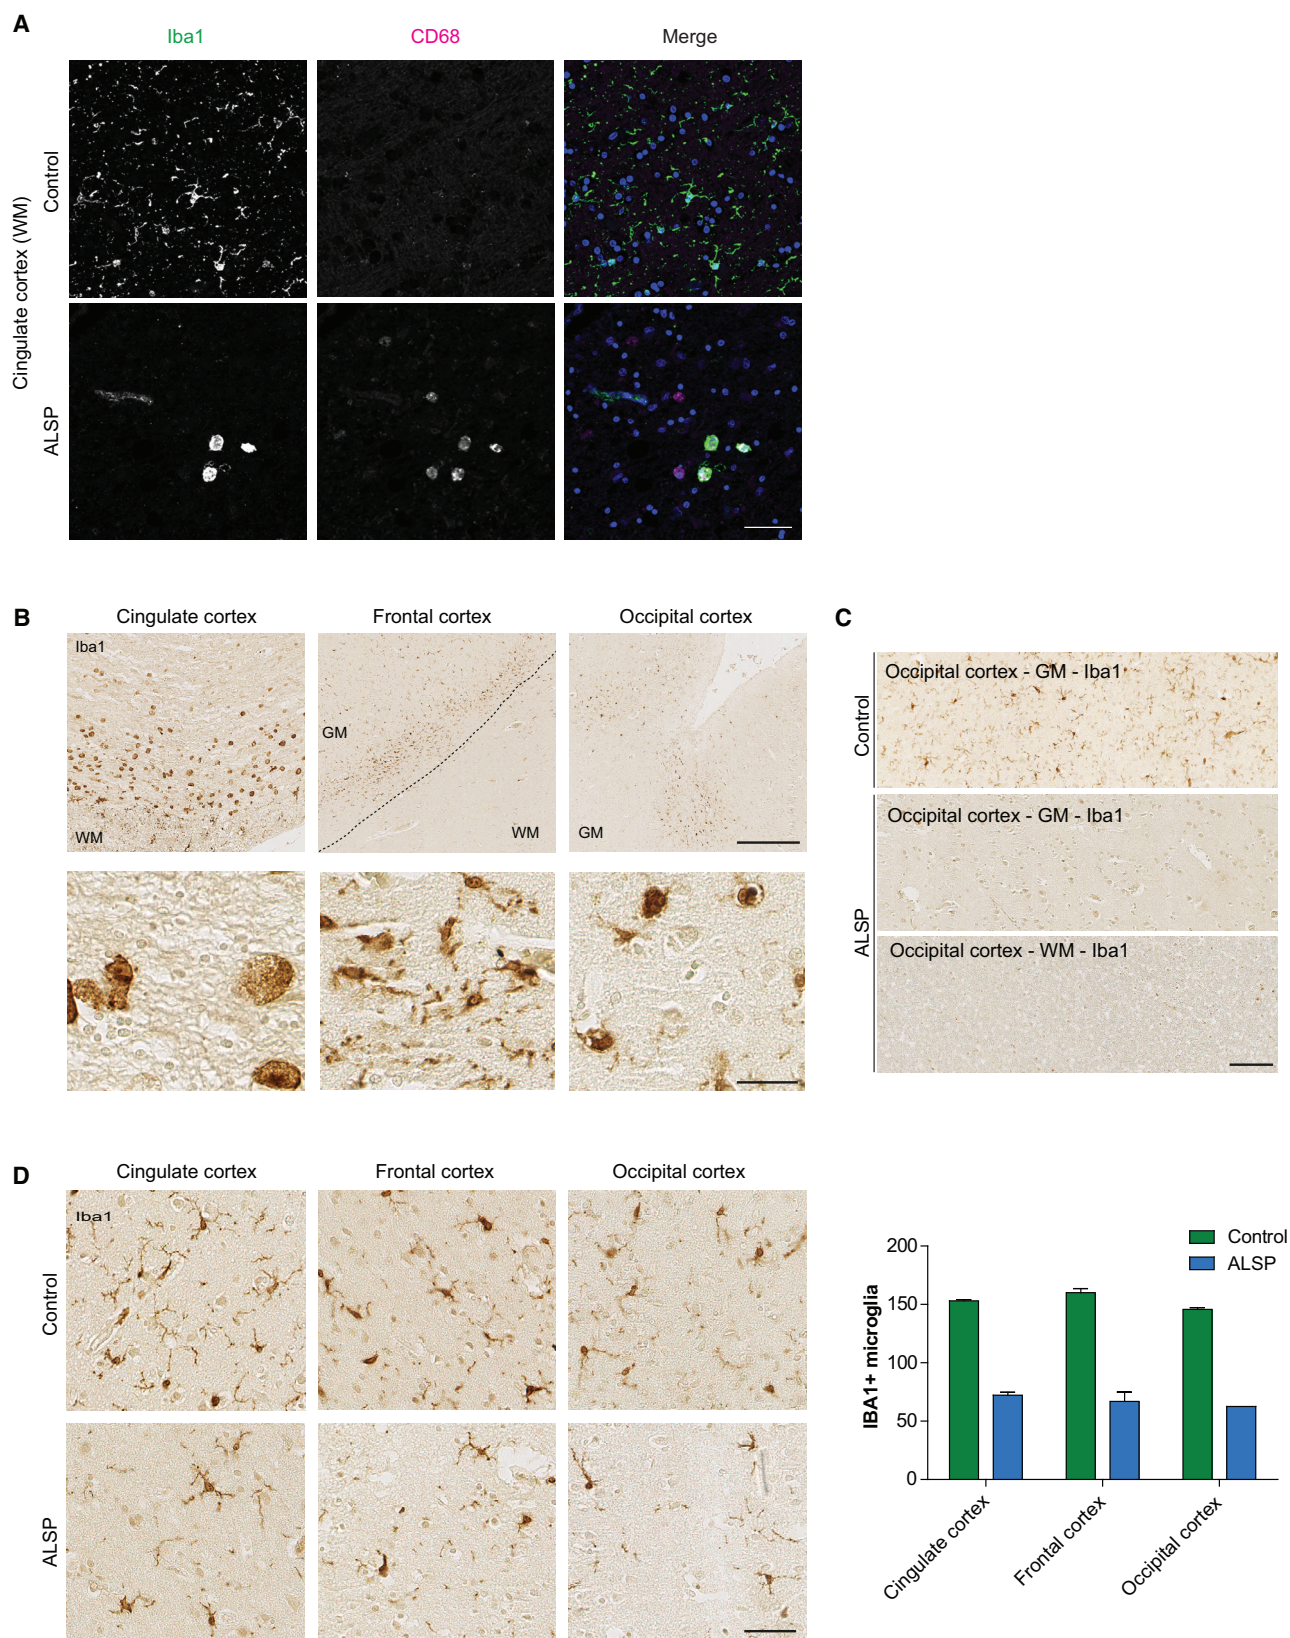 A
Iba1
CD68
Merge
Cingulate cortex (WM)
Control
ALSP
B
Cingulate cortex
Frontal cortex
Occipital cortex
Iba1
WM
GM
WM
GM
C
Control
Occipital cortex - GM - Iba1
ALSP
Occipital cortex - GM - Iba1
Occipital cortex - WM - Iba1
D
Cingulate cortex
Frontal cortex
Occipital cortex
Iba1
Control
ALSP
Control
ALSP
IBA1+ microglia
200
150
100
50
0
Cingulate cortex
Frontal cortex
Occipital cortex